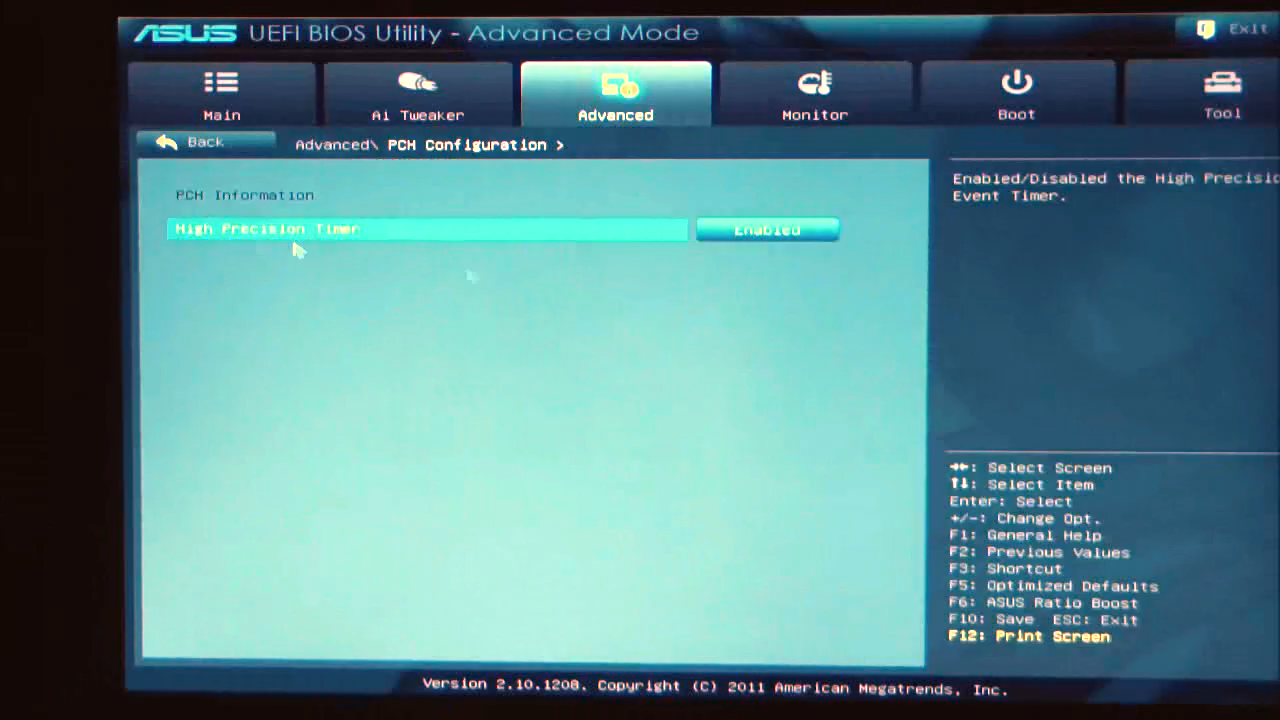 ASUS UEFI BIOS Utility - Advanced Mode
Exit
Main
Ai Tweaker
Advanced
Monitor
Boot
Tool
Back
Advanced\ PCH Configuration >
PCH Information
High Precision Timer
Enabled
Enabled/Disabled the High Precisio
Event Timer.
→←: Select Screen
↑↓: Select Item
Enter: Select
+/-: Change Opt.
F1: General Help
F2: Previous Values
F3: Shortcut
F5: Optimized Defaults
F6: ASUS Ratio Boost
F10: Save ESC: Exit
F12: Print Screen
Version 2.10.1208. Copyright (C) 2011 American Megatrends, Inc.